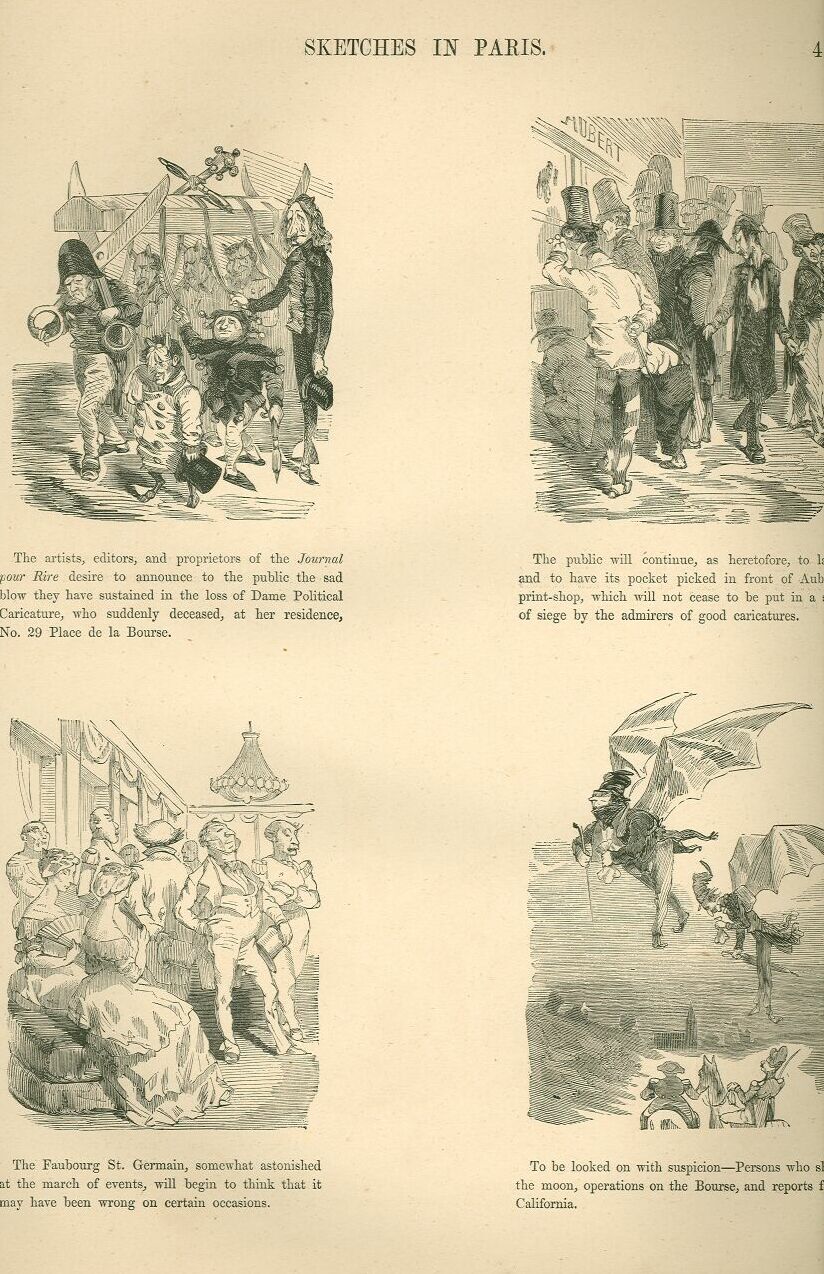 SKETCHES IN PARIS.
4
AUBERT
The artists, editors, and proprietors of the Journal
pour Rire desire to announce to the public the sad
blow they have sustained in the loss of Dame Political
Caricature, who suddenly deceased, at her residence,
No. 29 Place de la Bourse.
The public will continue, as heretofore, to
and to have its pocket picked in front of
print-shop, which will not cease to be put in a
of siege by the admirers of good caricatures.
The Faubourg St. Germain, somewhat astonished
at the march of events, will begin to think that it
may have been wrong on certain occasions.
To be looked on with suspicion—Persons who
the moon, operations on the Bourse, and reports
California.